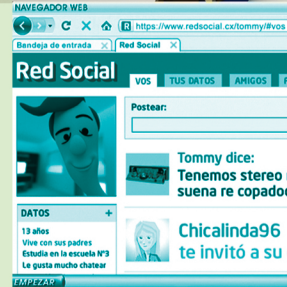 NAVEGADOR WEB
https://www.redsocial.cx/tommy/#vos
Bandeja de entrada X Red Social X
Red Social
VOS TUS DATOS AMIGOS
Postear:
Tommy dice:
Tenemos stereo
suena re copado
Chicalinda96
te invitó a su
DATOS +
13 años
Vive con sus padres
Estudia en la escuela Nº3
Le gusta mucho chatear
EMPEZAR